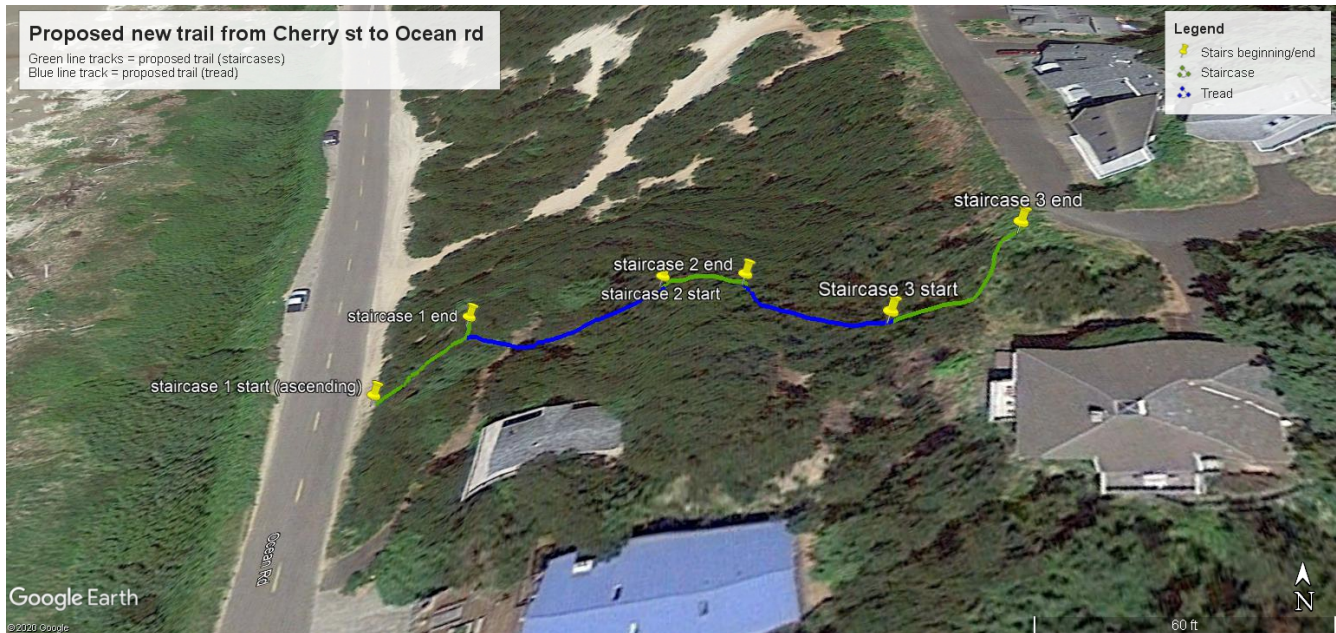 Proposed new trail from Cherry st to Ocean rd
Green line tracks = proposed trail (staircases)
Blue line track = proposed trail (tread)
Legend
Stairs beginning/end
Staircase
Tread
staircase 3 end
staircase 2 end
staircase 2 start
Staircase 3 start
staircase 1 end
staircase 1 start (ascending)
Ocean Rd
Google Earth
©2020 Google
N
60 ft